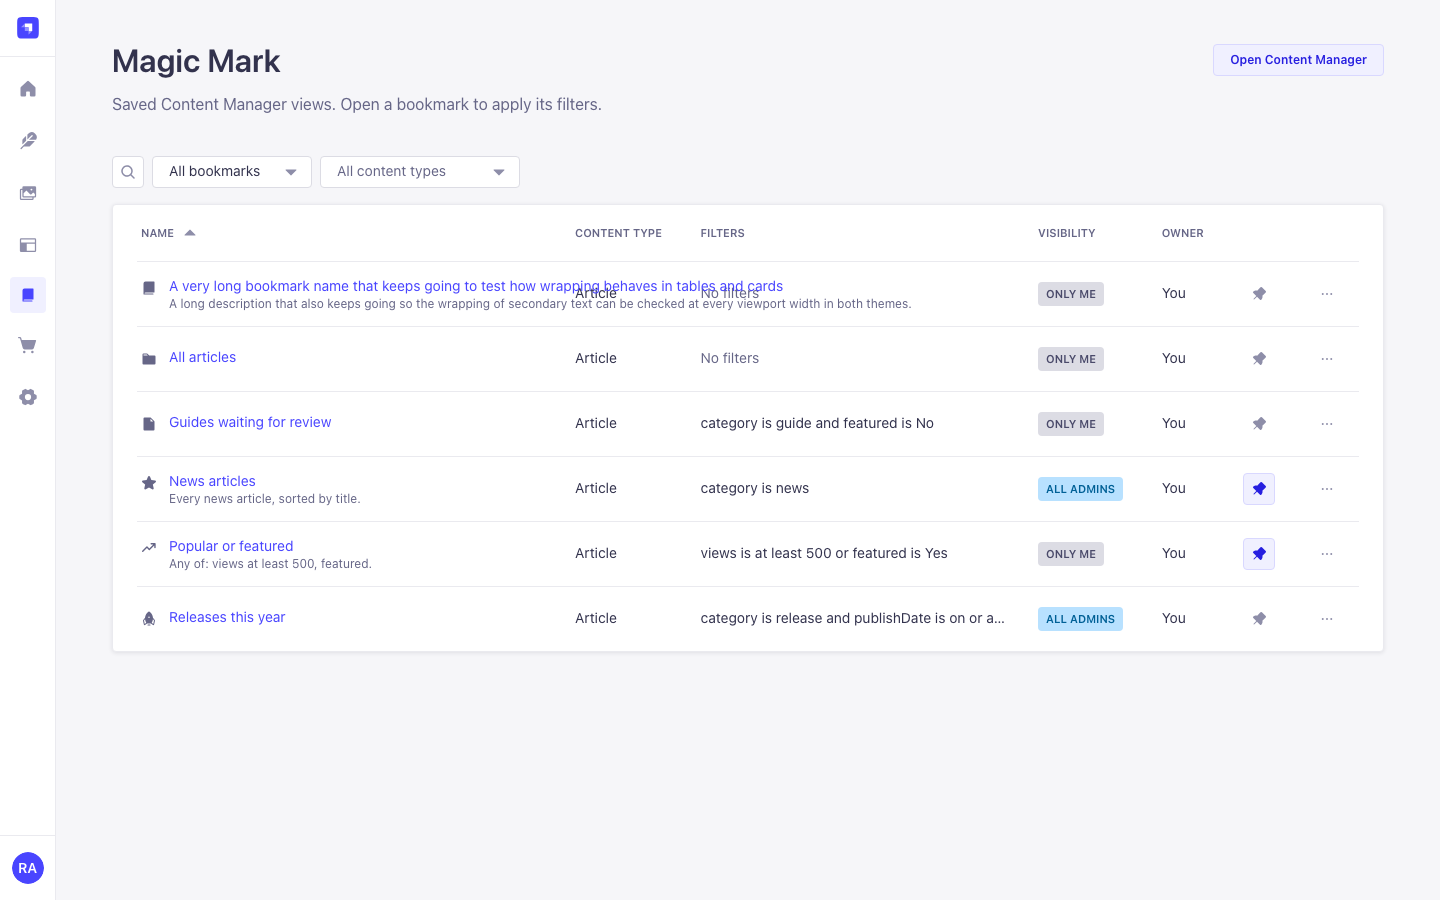 Magic Mark
Open Content Manager
Saved Content Manager views. Open a bookmark to apply its filters.
All bookmarks
All content types
NAME CONTENT TYPE FILTERS VISIBILITY OWNER
A very long bookmark name that keeps going to test how wrapping behaves in tables and cards
A long description that also keeps going so the wrapping of secondary text can be checked at every viewport width in both themes.
Article No filters ONLY ME You
All articles Article No filters ONLY ME You
Guides waiting for review Article category is guide and featured is No ONLY ME You
News articles
Every news article, sorted by title.
Article category is news ALL ADMINS You
Popular or featured
Any of: views at least 500, featured.
Article views is at least 500 or featured is Yes ONLY ME You
Releases this year Article category is release and publishDate is on or a... ALL ADMINS You
RA